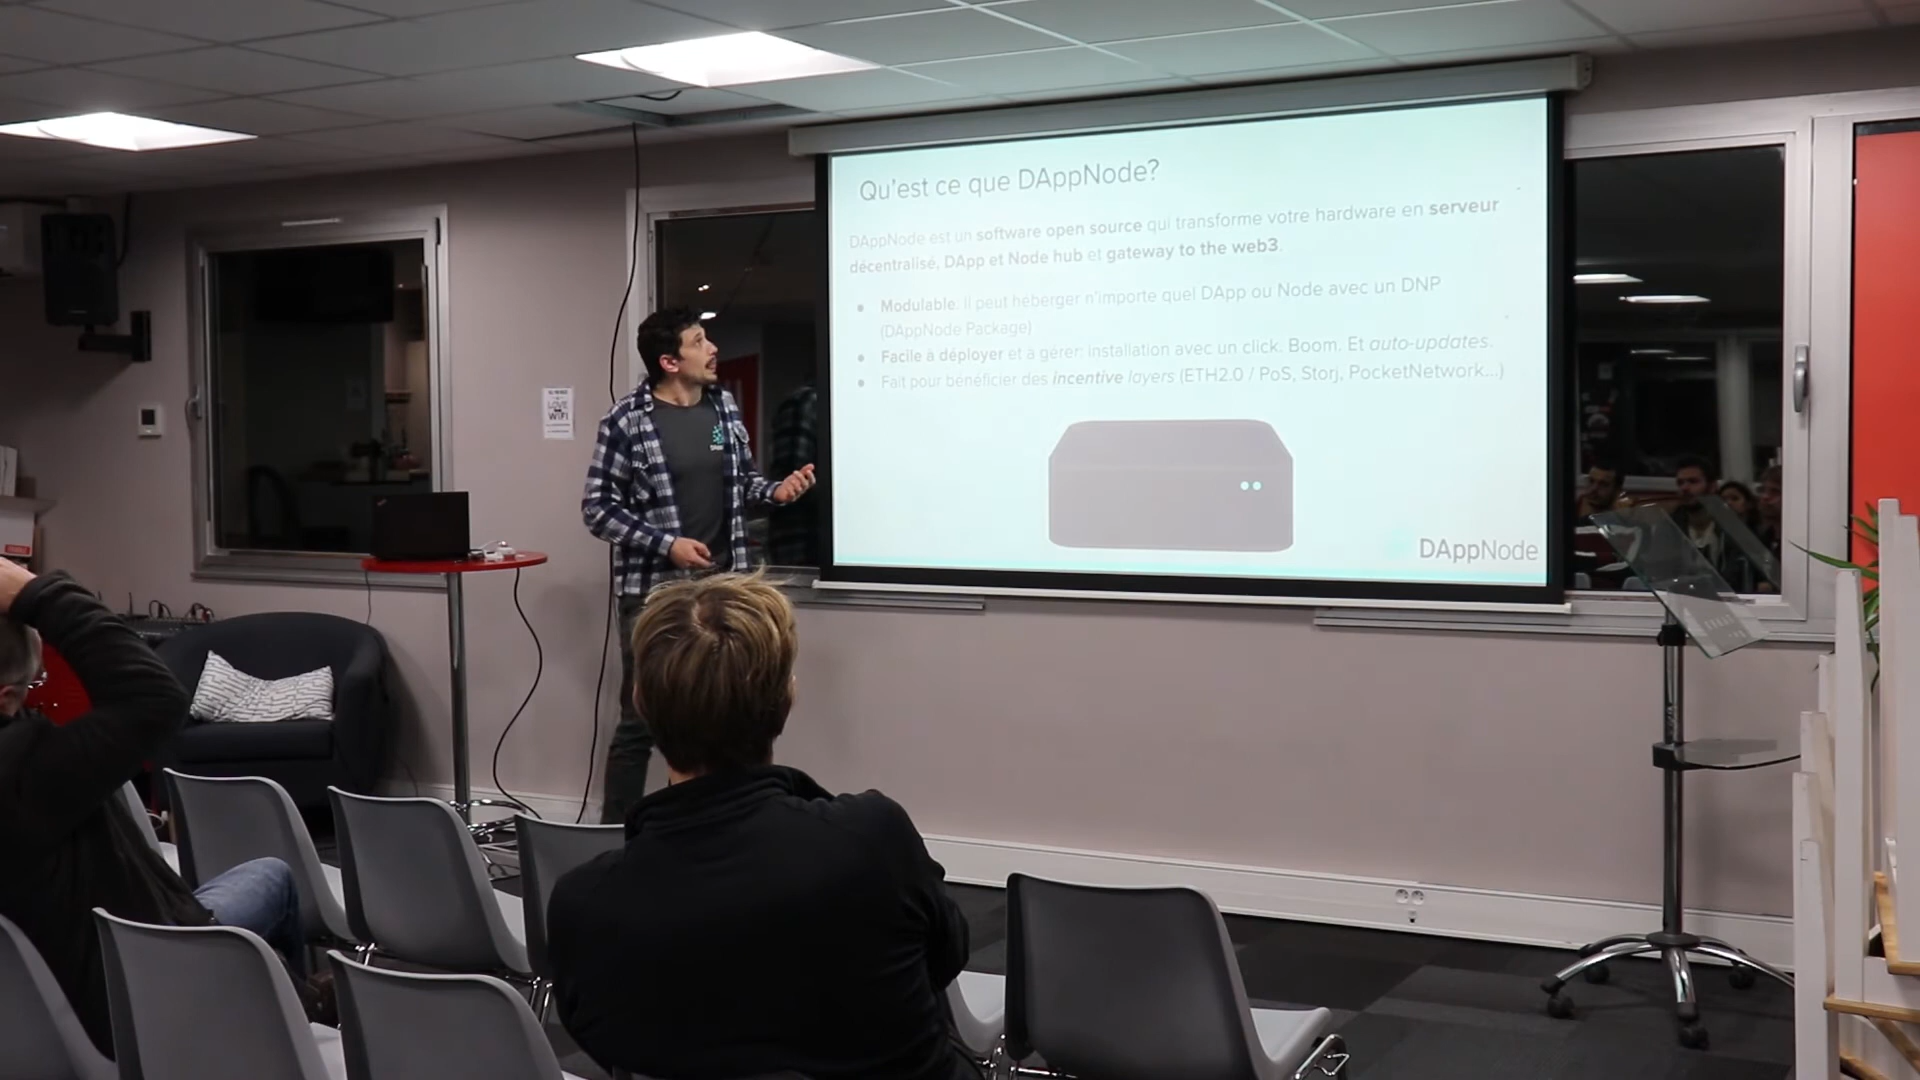 Qu'est ce que DAppNode?
DAppNode est un software open source qui transforme votre hardware en serveur
décentralisé, DApp et Node hub et gateway to the web3.
● Modulable. Il peut héberger n'importe quel DApp ou Node avec un DNP
(DAppNode Package)
● Facile à déployer et à gérer: installation avec un click. Boom. Et auto-updates.
● Fait pour bénéficier des incentive layers (ETH2.0 / PoS, Storj, PocketNetwork...)
DAppNode
LOVE
WIFI